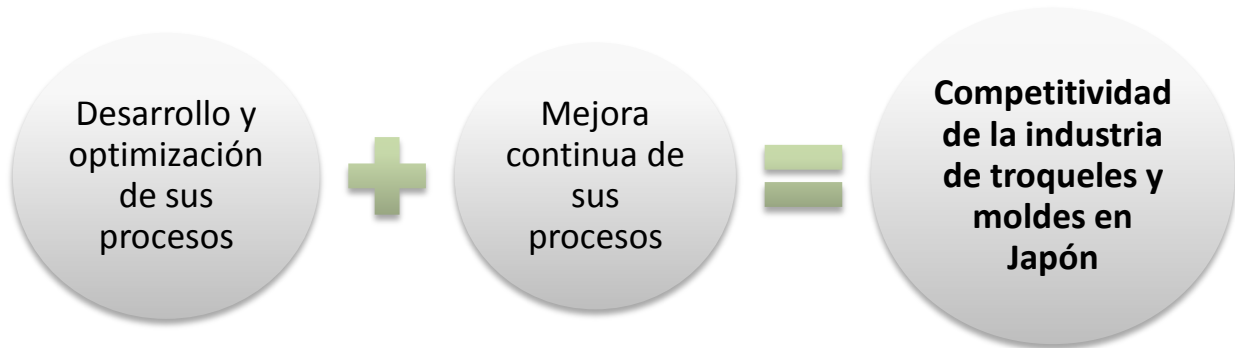 Desarrollo y
optimización
de sus
procesos
Mejora
continua de
sus
procesos
Competitividad
de la industria
de troqueles y
moldes en
Japón